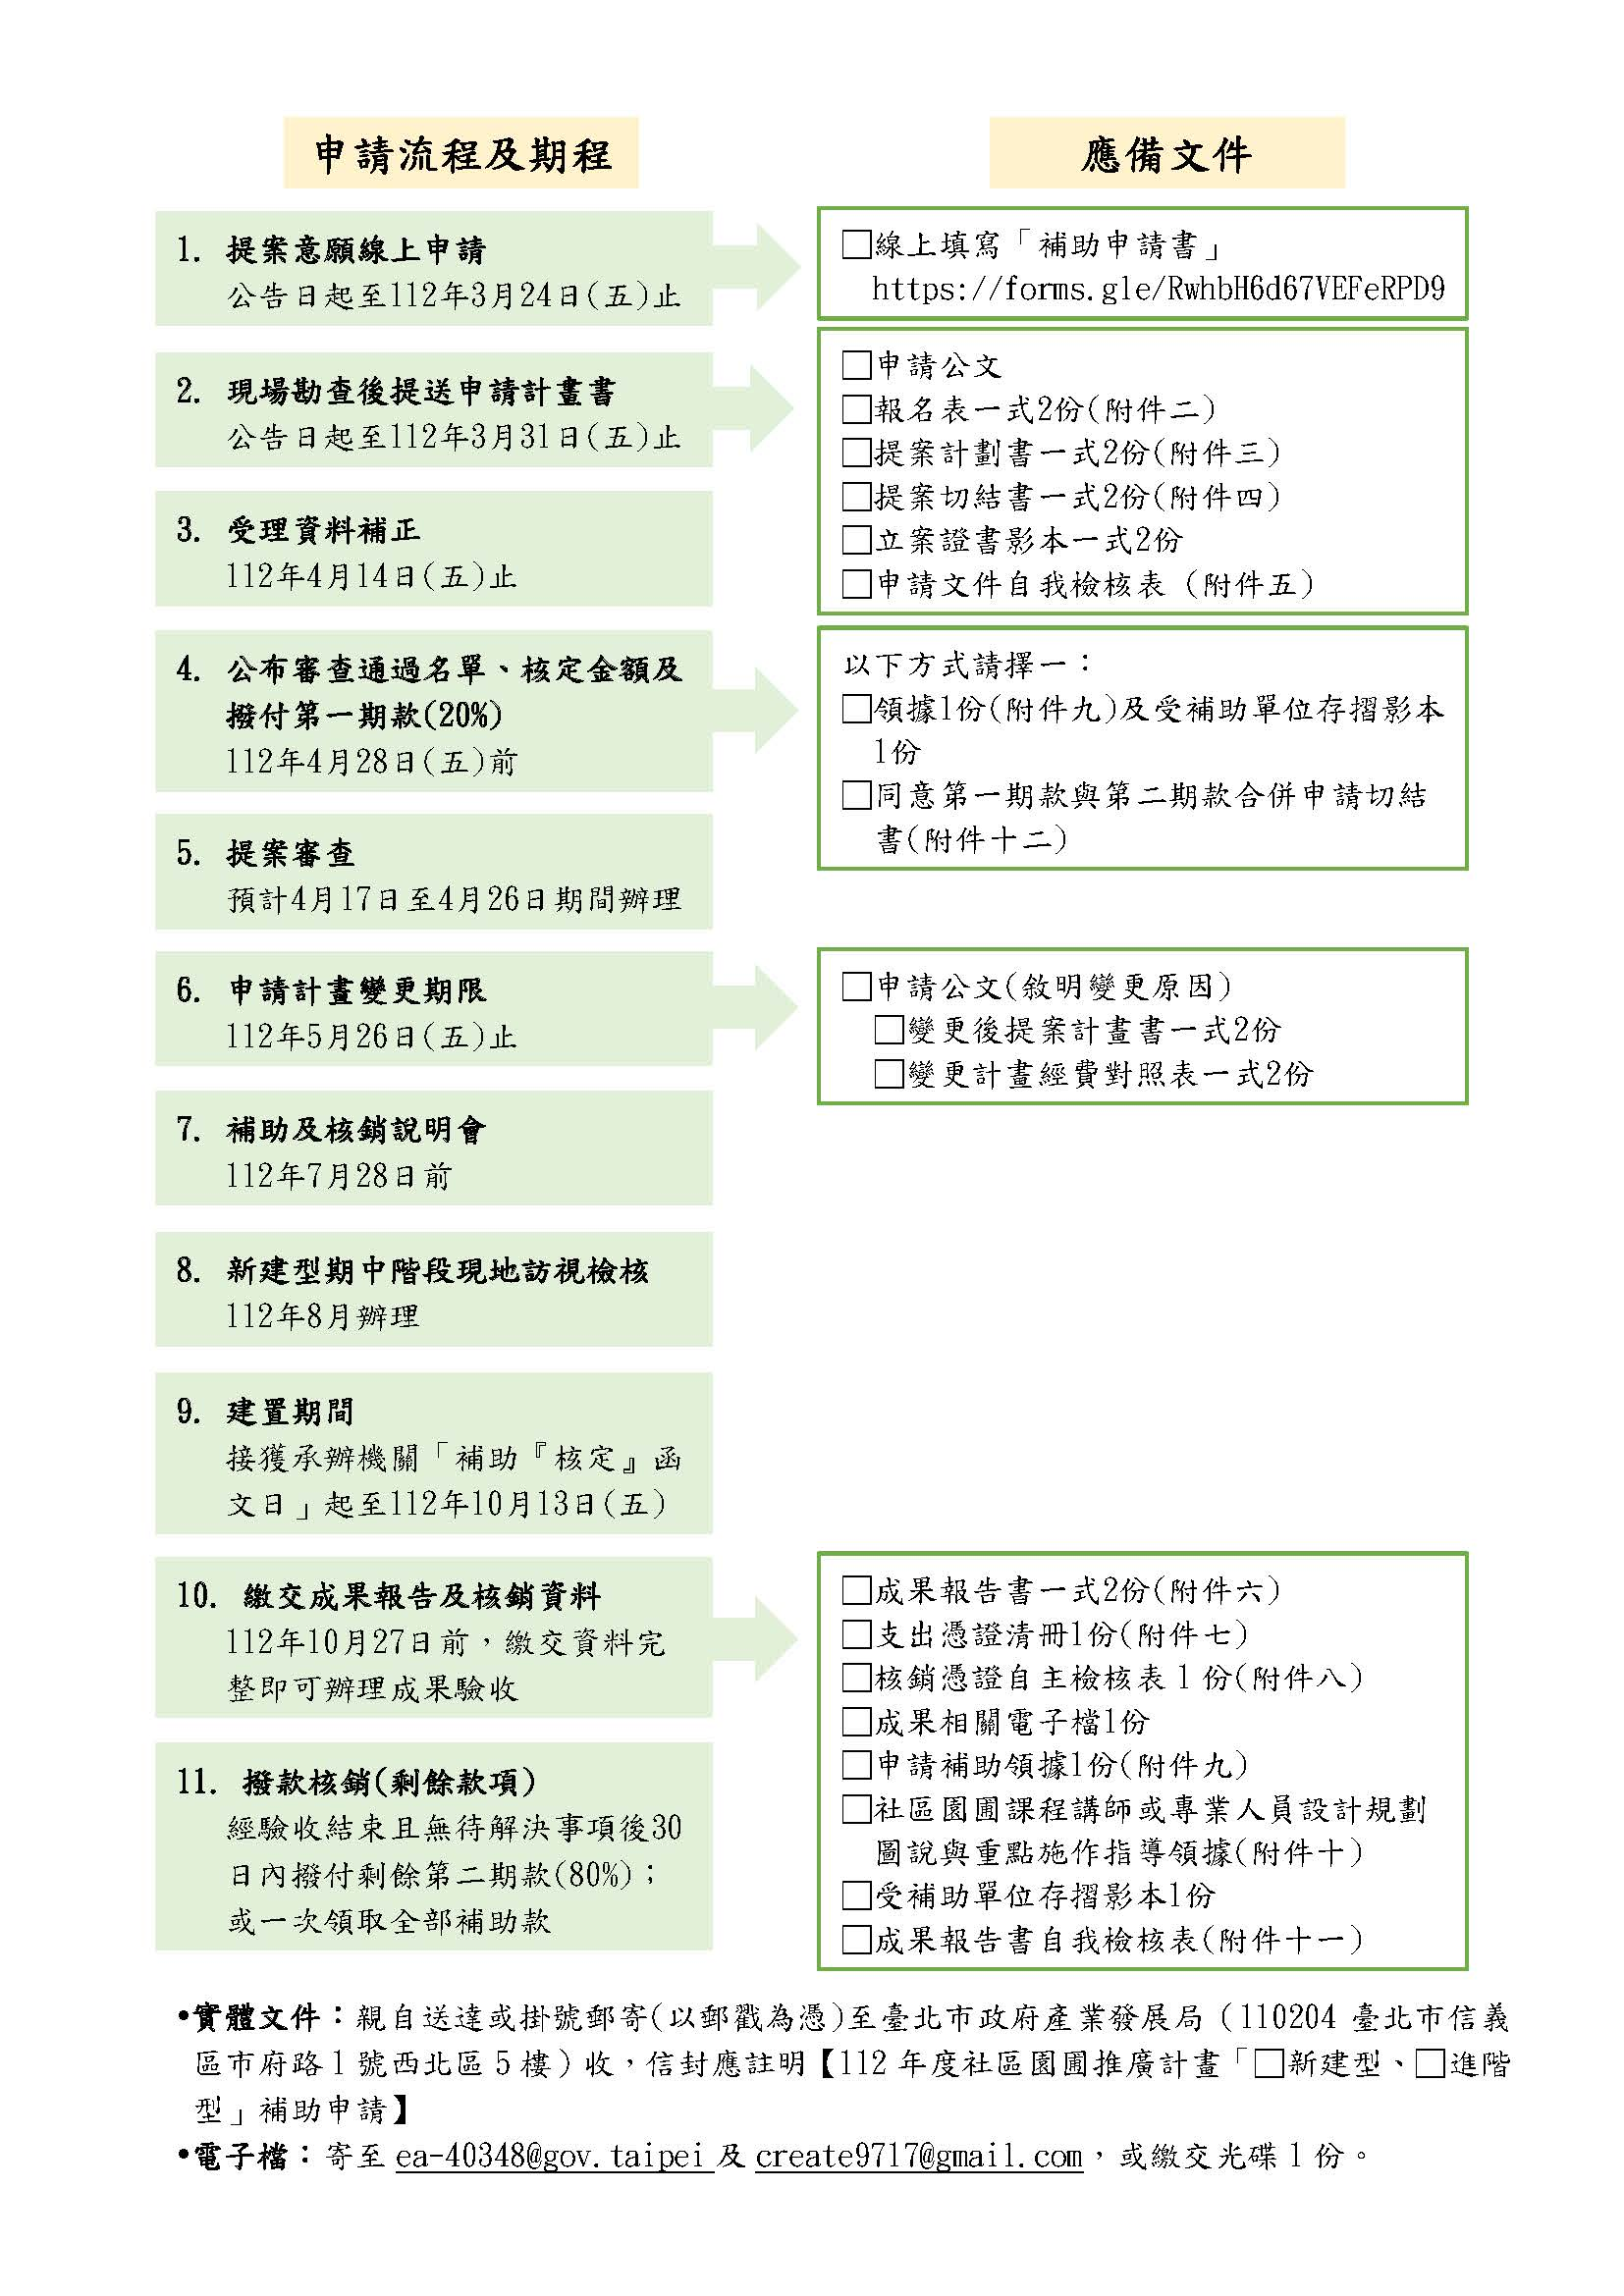 申請流程及期程
1. 提案意願線上申請
公告日起至112年3月24日(五)止
2. 現場勘查後提送申請計畫書
公告日起至112年3月31日(五)止
3. 受理資料補正
112年4月14日(五)止
4. 公布審查通過名單、核定金額及
撥付第一期款(20%)
112年4月28日(五)前
5. 提案審查
預計4月17日至4月26日期間辦理
6. 申請計畫變更期限
112年5月26日(五)止
7. 補助及核銷說明會
112年7月28日前
8. 新建型期中階段現地訪視檢核
112年8月辦理
9. 建置期間
接獲承辦機關「補助『核定』函
文日」起至112年10月13日(五)
10. 繳交成果報告及核銷資料
112年10月27日前，繳交資料完
整即可辦理成果驗收
11. 撥款核銷(剩餘款項)
經驗收結束且無待解決事項後30
日內撥付剩餘第二期款(80%)；
或一次領取全部補助款
應備文件
□線上填寫「補助申請書」
https://forms.gle/RwhbH6d67VEFeRPD9
□申請公文
□報名表一式2份(附件二)
□提案計劃書一式2份(附件三)
□提案切結書一式2份(附件四)
□立案證書影本一式2份
□申請文件自我檢核表（附件五）
以下方式請擇一：
□領據1份(附件九)及受補助單位存摺影本
1份
□同意第一期款與第二期款合併申請切結
書(附件十二)
□申請公文(敘明變更原因)
□變更後提案計畫書一式2份
□變更計畫經費對照表一式2份
□成果報告書一式2份(附件六)
□支出憑證清冊1份(附件七)
□核銷憑證自主檢核表 1 份(附件八)
□成果相關電子檔1份
□申請補助領據1份(附件九)
□社區園圃課程講師或專業人員設計規劃
圖說與重點施作指導領據(附件十)
□受補助單位存摺影本1份
□成果報告書自我檢核表(附件十一)
•實體文件：親自送達或掛號郵寄(以郵戳為憑)至臺北市政府產業發展局（110204 臺北市信義
區市府路 1 號西北區 5 樓）收，信封應註明【112 年度社區園圃推廣計畫「□新建型、□進階
型」補助申請】
•電子檔：寄至 ea-40348@gov.taipei 及 create9717@gmail.com，或繳交光碟 1 份。